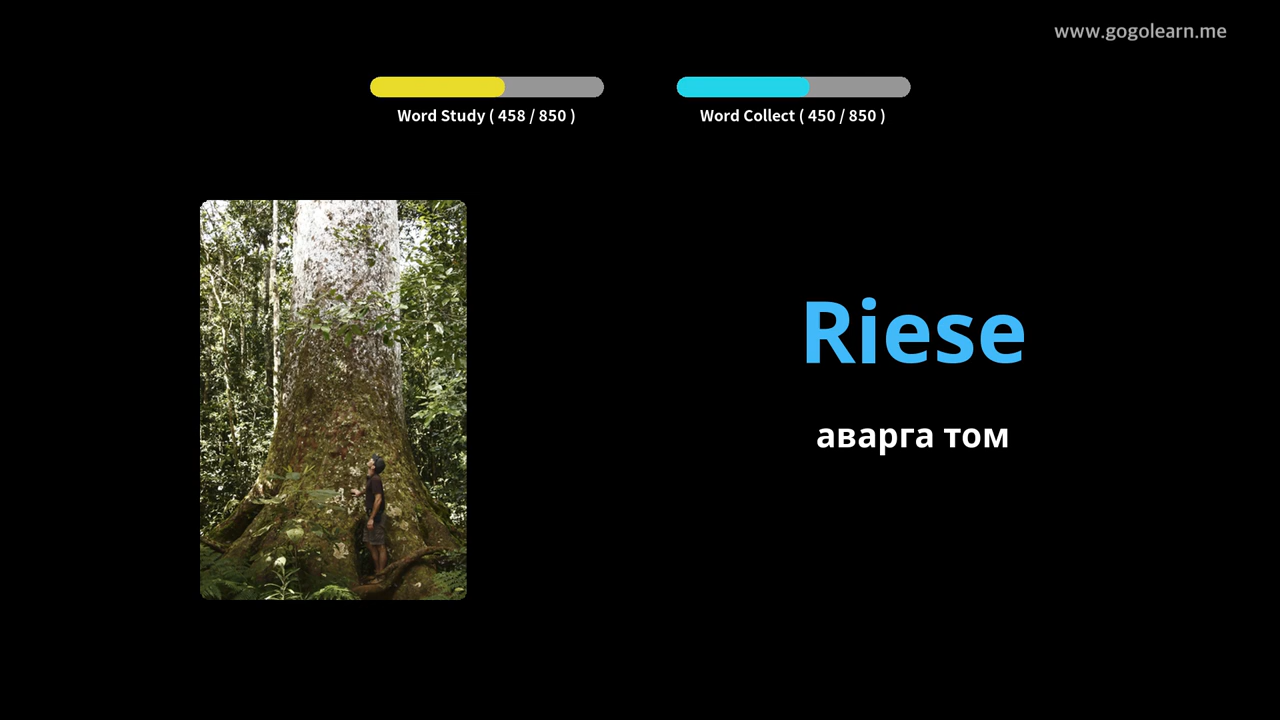 www.gogolearn.me
Word Study ( 458 / 850 )
Word Collect ( 450 / 850 )
Riese
аварга том